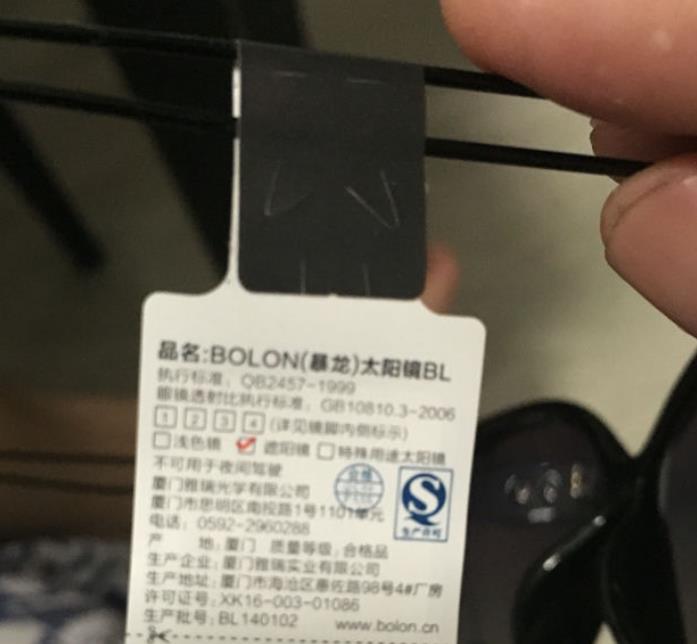 品名:BOLON(暴龙)太阳镜BL
执行标准: QB2457-1999
眼镜透射比执行标准: GB10810.3-2006
1 2 3 4 (详见镜脚内侧标示)
浅色镜 遮阳镜 特殊用途太阳镜
不可用于夜间驾驶
厦门雅瑞光学有限公司
厦门市思明区南投路1号1101单元
电话: 0592-2960288
产 地: 厦门 质量等级: 合格品
生产企业: 厦门雅瑞实业有限公司
生产地址: 厦门市海沧区惠佐路98号4#厂房
许可证号: XK16-003-01086
生产批号: BL140102 www.bolon.cn
合格
生产许可